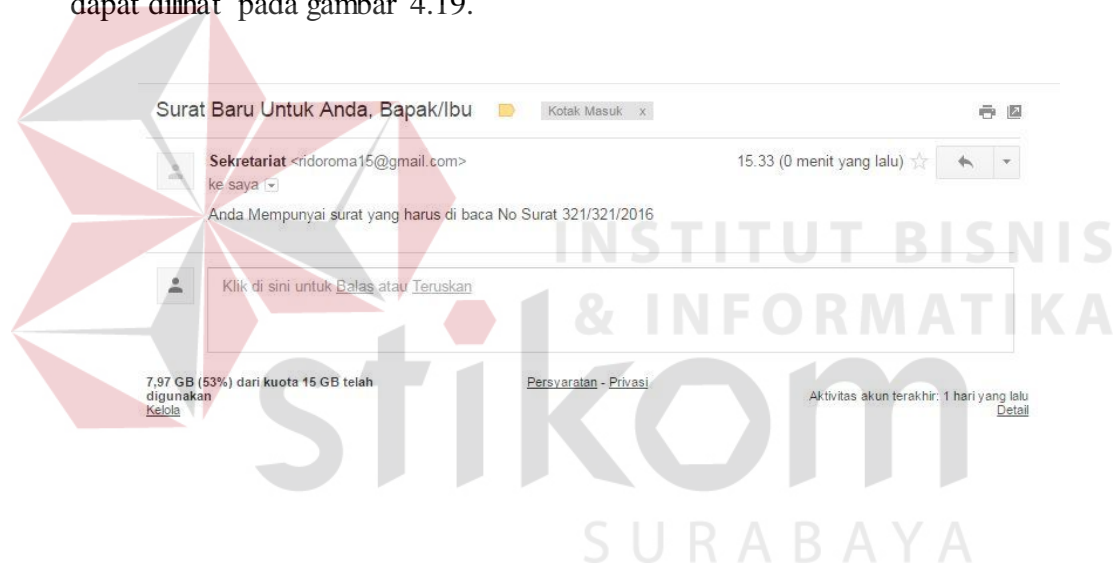 dapat dilihat pada gambar 4.19.
Surat Baru Untuk Anda, Bapak/Ibu Kotak Masuk x
Sekretariat <ridoroma15@gmail.com> 15.33 (0 menit yang lalu)
ke saya
Anda Mempunyai surat yang harus di baca No Surat 321/321/2016
INSTITUT BISNIS
Klik di sini untuk Balas atau Teruskan
& INFORMATIKA
stikom
7,97 GB (53%) dari kuota 15 GB telah
digunakan
Kelola
Persyaratan - Privasi
Aktivitas akun terakhir: 1 hari yang lalu
Detail
SURABAYA